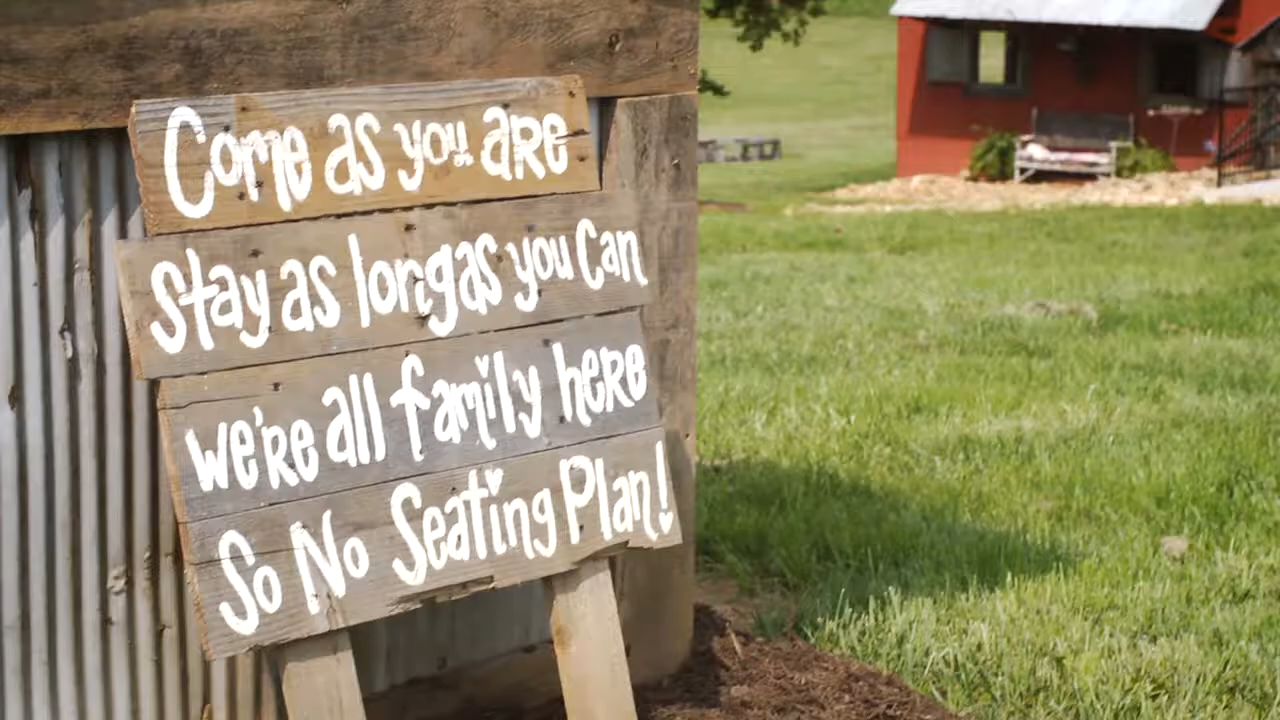 Come as you are
Stay as long as you Can
we're all family here
So No Seating Plan!